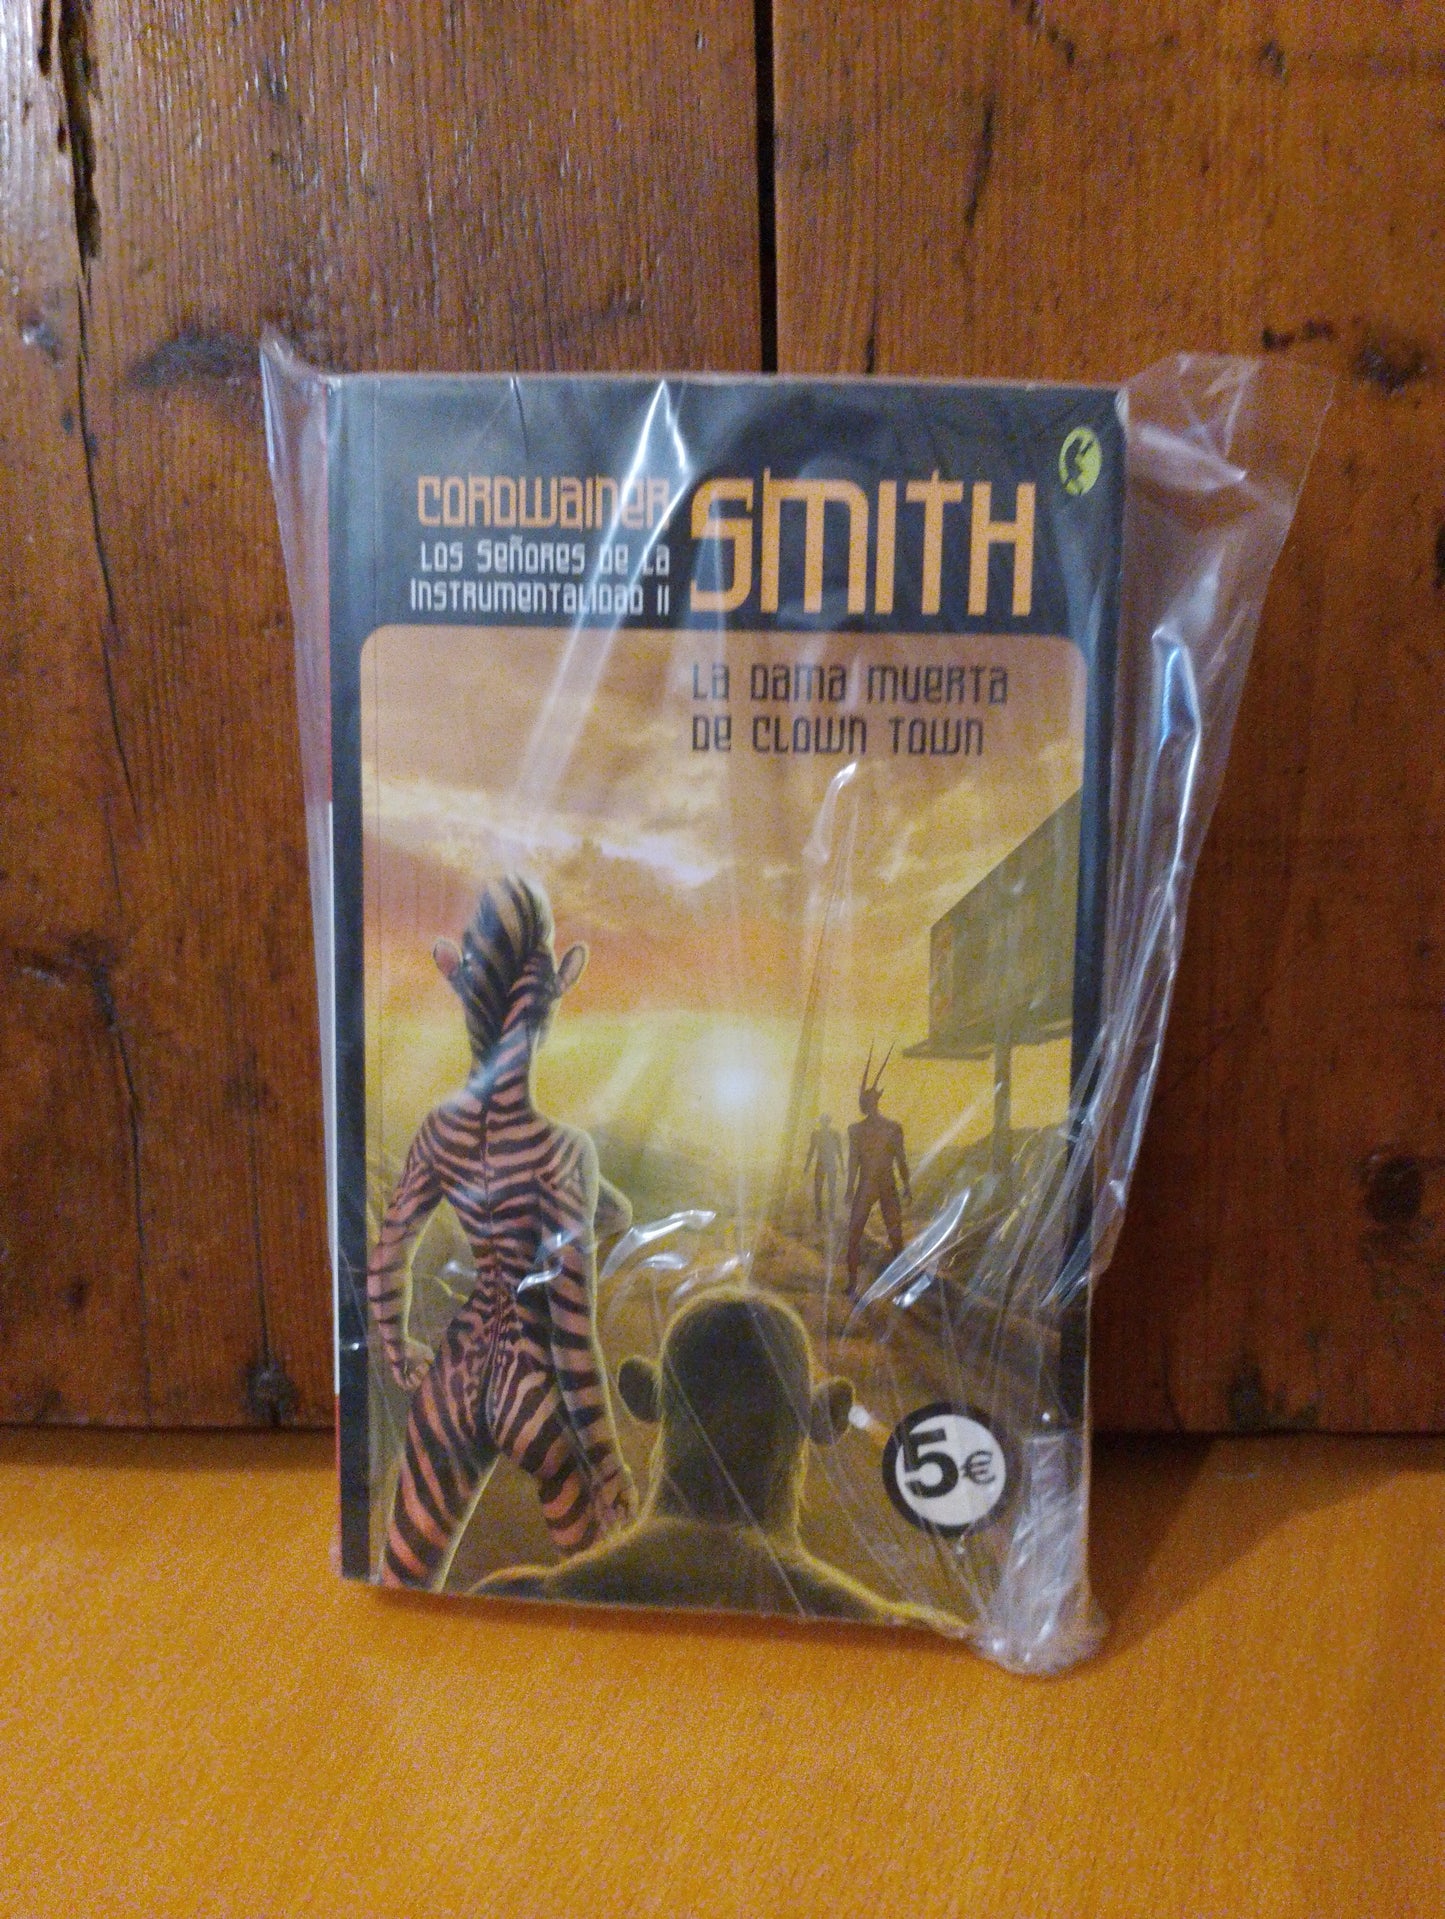 CORDWAINER
SMITH
LOS SEÑORES DE LA
INSTRUMENTALIDAD II
LA DAMA MUERTA
DE CLOWN TOWN
5€